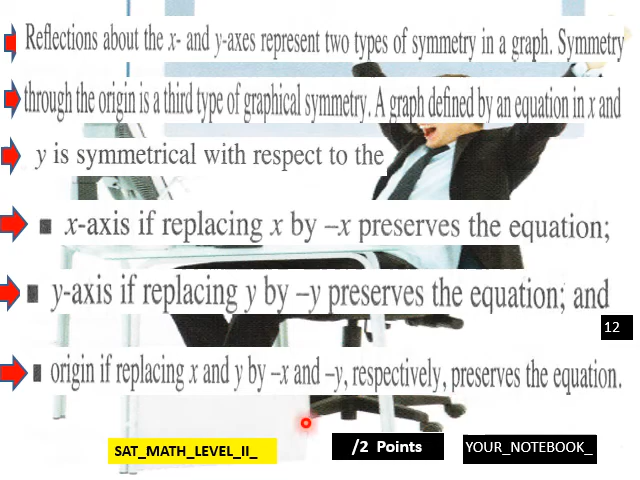 Reflections about the x- and y-axes represent two types of symmetry in a graph. Symmetry
through the origin is a third type of graphical symmetry. A graph defined by an equation in x and
y is symmetrical with respect to the
■ x-axis if replacing x by –x preserves the equation;
■ y-axis if replacing y by –y preserves the equation; and
12
■ origin if replacing x and y by –x and –y, respectively, preserves the equation.
SAT_MATH_LEVEL_II_
/2 Points
YOUR_NOTEBOOK_